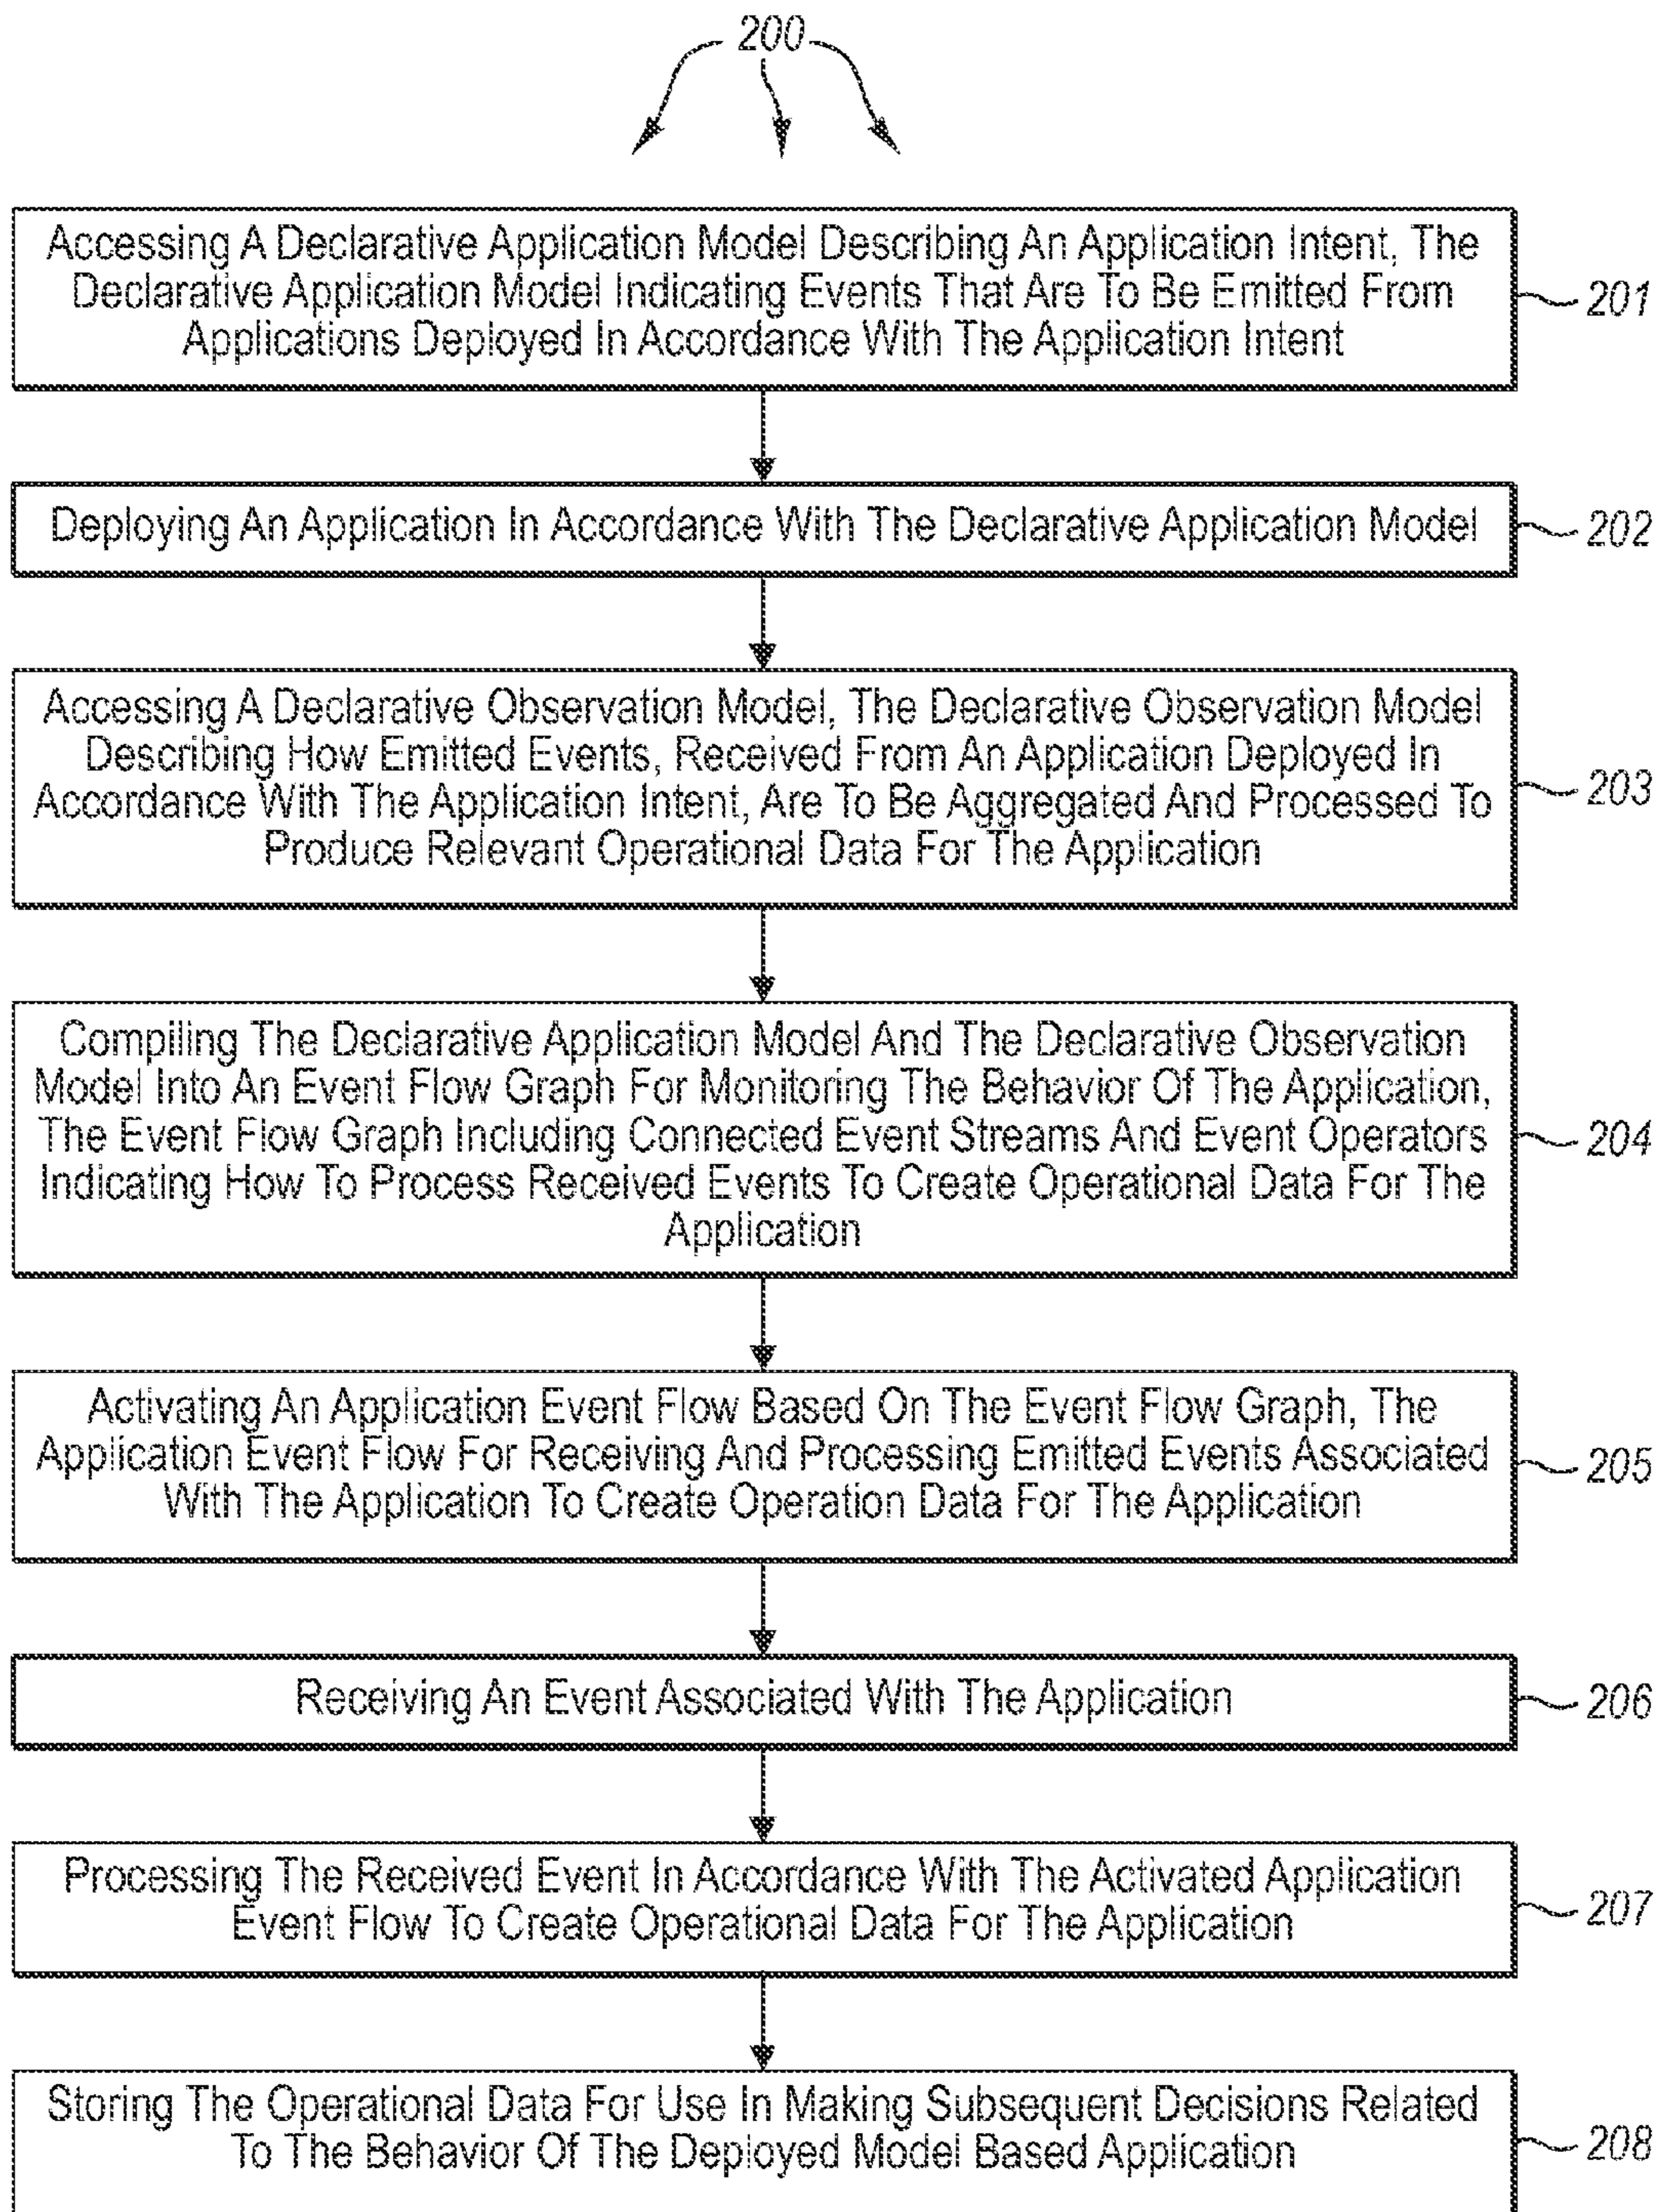 200
Accessing A Declarative Application Model Describing An Application Intent, The
Declarative Application Model Indicating Events That Are To Be Emitted From
Applications Deployed In Accordance With The Application Intent
201
Deploying An Application In Accordance With The Declarative Application Model
202
Accessing A Declarative Observation Model, The Declarative Observation Model
Describing How Emitted Events, Received From An Application Deployed In
Accordance With The Application Intent, Are To Be Aggregated And Processed To
Produce Relevant Operational Data For The Application
203
Compiling The Declarative Application Model And The Declarative Observation
Model Into An Event Flow Graph For Monitoring The Behavior Of The Application,
The Event Flow Graph Including Connected Event Streams And Event Operators
Indicating How To Process Received Events To Create Operational Data For The
Application
204
Activating An Application Event Flow Based On The Event Flow Graph, The
Application Event Flow For Receiving And Processing Emitted Events Associated
With The Application To Create Operation Data For The Application
205
Receiving An Event Associated With The Application
206
Processing The Received Event In Accordance With The Activated Application
Event Flow To Create Operational Data For The Application
207
Storing The Operational Data For Use In Making Subsequent Decisions Related
To The Behavior Of The Deployed Model Based Application
208